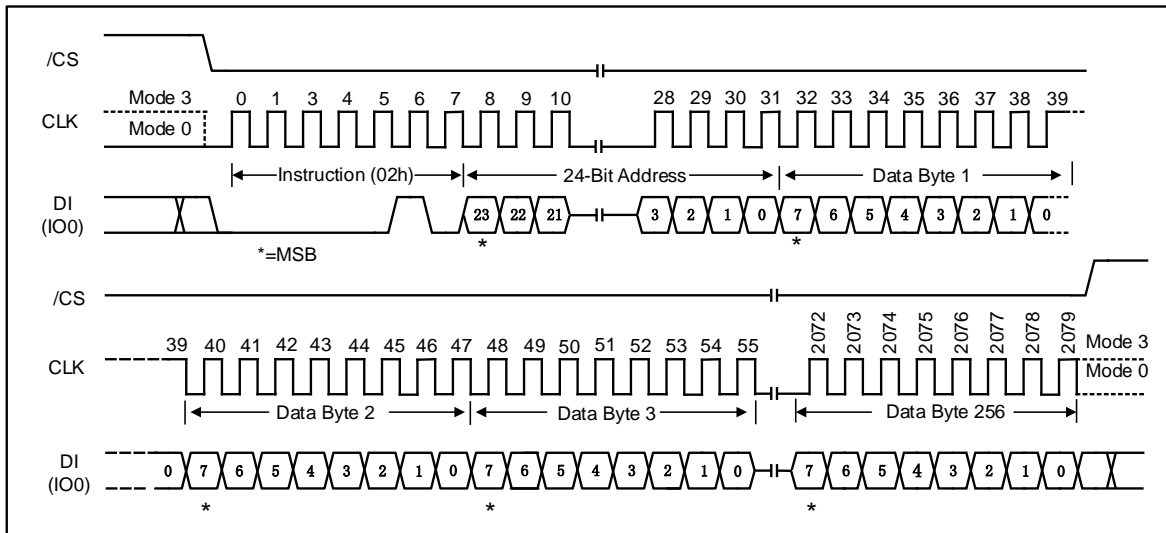 /CS
Mode 3
0 1 3 4 5 6 7 8 9 10 28 29 30 31 32 33 34 35 36 37 38 39
CLK
Mode 0
Instruction (02h) 24-Bit Address Data Byte 1
DI
(IO0)
23 22 21 3 2 1 0 7 6 5 4 3 2 1 0
* *
*=MSB
/CS
39 40 41 42 43 44 45 46 47 48 49 50 51 52 53 54 55 2072 2073 2074 2075 2076 2077 2078 2079
Mode 3
CLK
Mode 0
Data Byte 2 Data Byte 3 Data Byte 256
DI
(IO0)
0 7 6 5 4 3 2 1 0 7 6 5 4 3 2 1 0 7 6 5 4 3 2 1 0
* * *